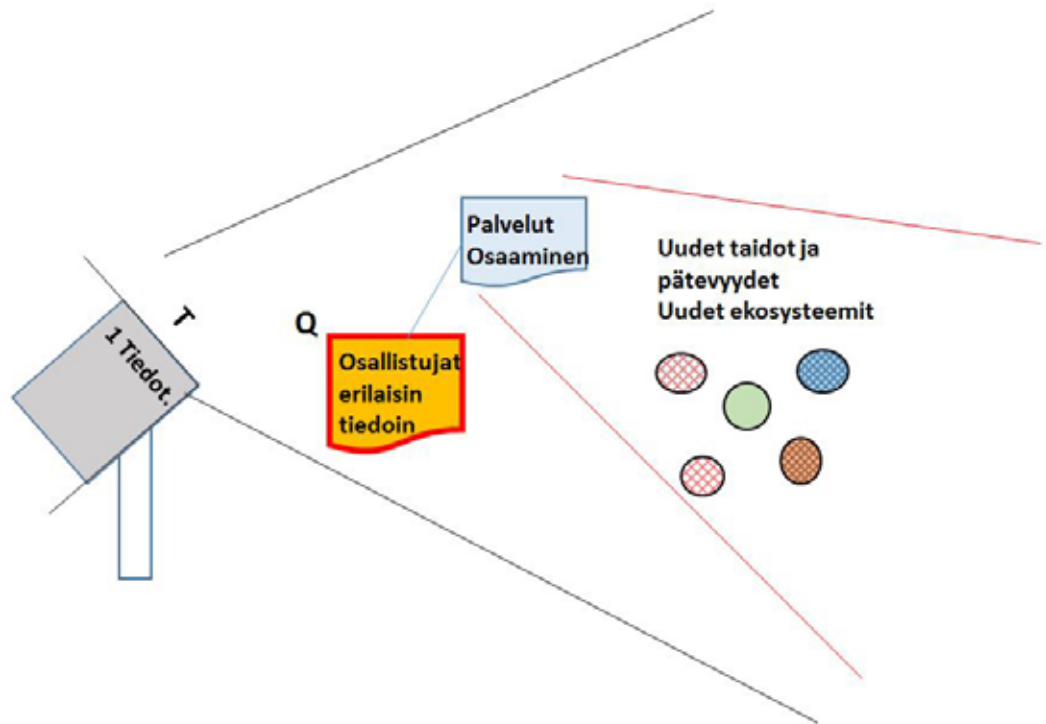 T
1 Tiedot.
Q
Osallistujat
erilaisin
tiedoin
Palvelut
Osaaminen
Uudet taidot ja
pätevyydet
Uudet ekosysteemit